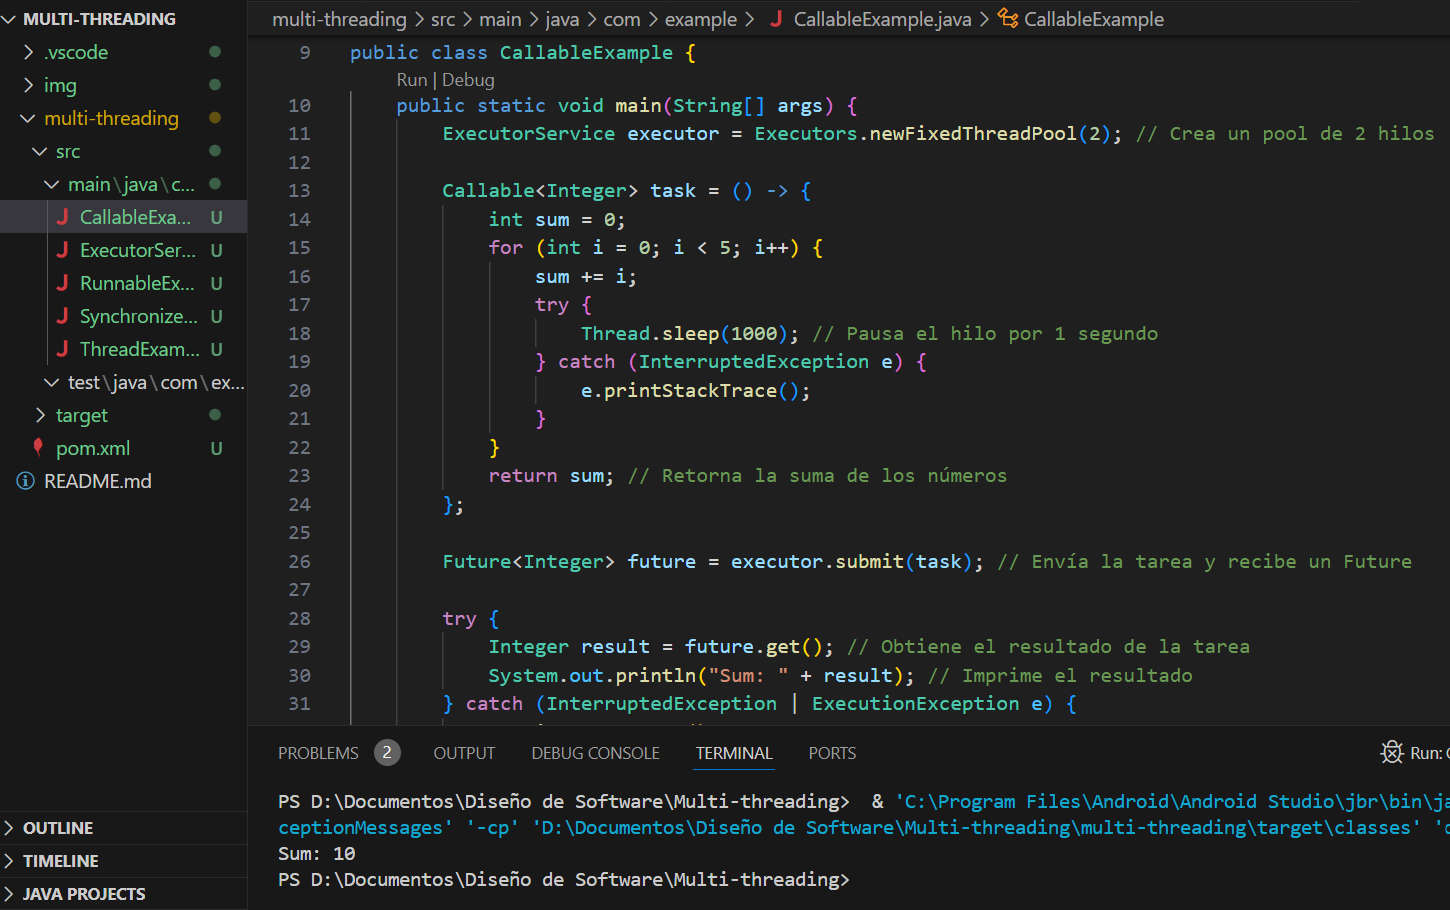 MULTI-THREADING
.vscode
img
multi-threading
src
main\java\c...
CallableExa... U
ExecutorSer... U
RunnableEx... U
Synchronize... U
ThreadExam... U
test\java\com\ex...
target
pom.xml U
README.md
OUTLINE
TIMELINE
JAVA PROJECTS
multi-threading > src > main > java > com > example > J CallableExample.java > CallableExample
9 public class CallableExample {
Run | Debug
10 public static void main(String[] args) {
11 ExecutorService executor = Executors.newFixedThreadPool(2); // Crea un pool de 2 hilos
12
13 Callable<Integer> task = () -> {
14 int sum = 0;
15 for (int i = 0; i < 5; i++) {
16 sum += i;
17 try {
18 Thread.sleep(1000); // Pausa el hilo por 1 segundo
19 } catch (InterruptedException e) {
20 e.printStackTrace();
21 }
22 }
23 return sum; // Retorna la suma de los números
24 };
25
26 Future<Integer> future = executor.submit(task); // Envía la tarea y recibe un Future
27
28 try {
29 Integer result = future.get(); // Obtiene el resultado de la tarea
30 System.out.println("Sum: " + result); // Imprime el resultado
31 } catch (InterruptedException | ExecutionException e) {
PROBLEMS 2 OUTPUT DEBUG CONSOLE TERMINAL PORTS Run:
PS D:\Documentos\Diseño de Software\Multi-threading> & 'C:\Program Files\Android\Android Studio\jbr\bin\ja
ceptionMessages' '-cp' 'D:\Documentos\Diseño de Software\Multi-threading\multi-threading\target\classes' '
Sum: 10
PS D:\Documentos\Diseño de Software\Multi-threading>